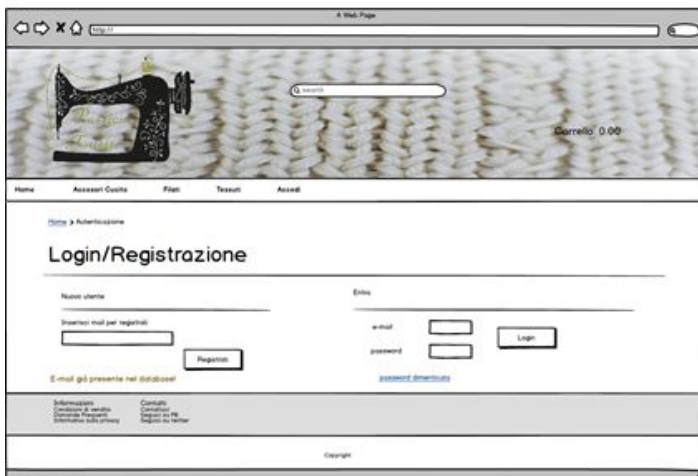 A Web Page
http://
search
Carrello 0.00
Home Accesori Cucito Filati Tessuti Accedi
Home > Autenticazione
Login/Registrazione
Nuovo utente
Inserisci mail per registrati
Registrati
E-mail già presente nel database!
Entra
e-mail
password
Login
password dimenticata
Informazioni
Condizioni di vendita
Domande Frequenti
Informativa sulla privacy
Contatti
Contattaci
Seguici su FB
Seguici su twitter
Copyright